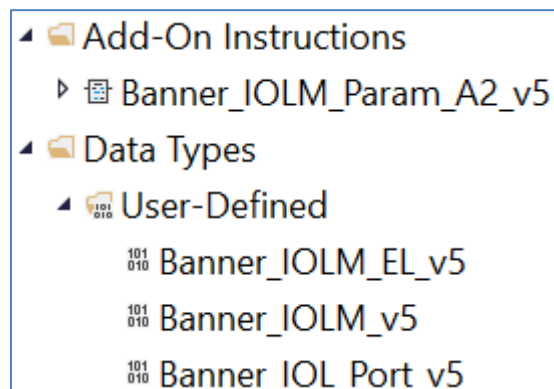 Add-On Instructions
Banner_IOLM_Param_A2_v5
Data Types
User-Defined
Banner_IOLM_EL_v5
Banner_IOLM_v5
Banner_IOL_Port_v5